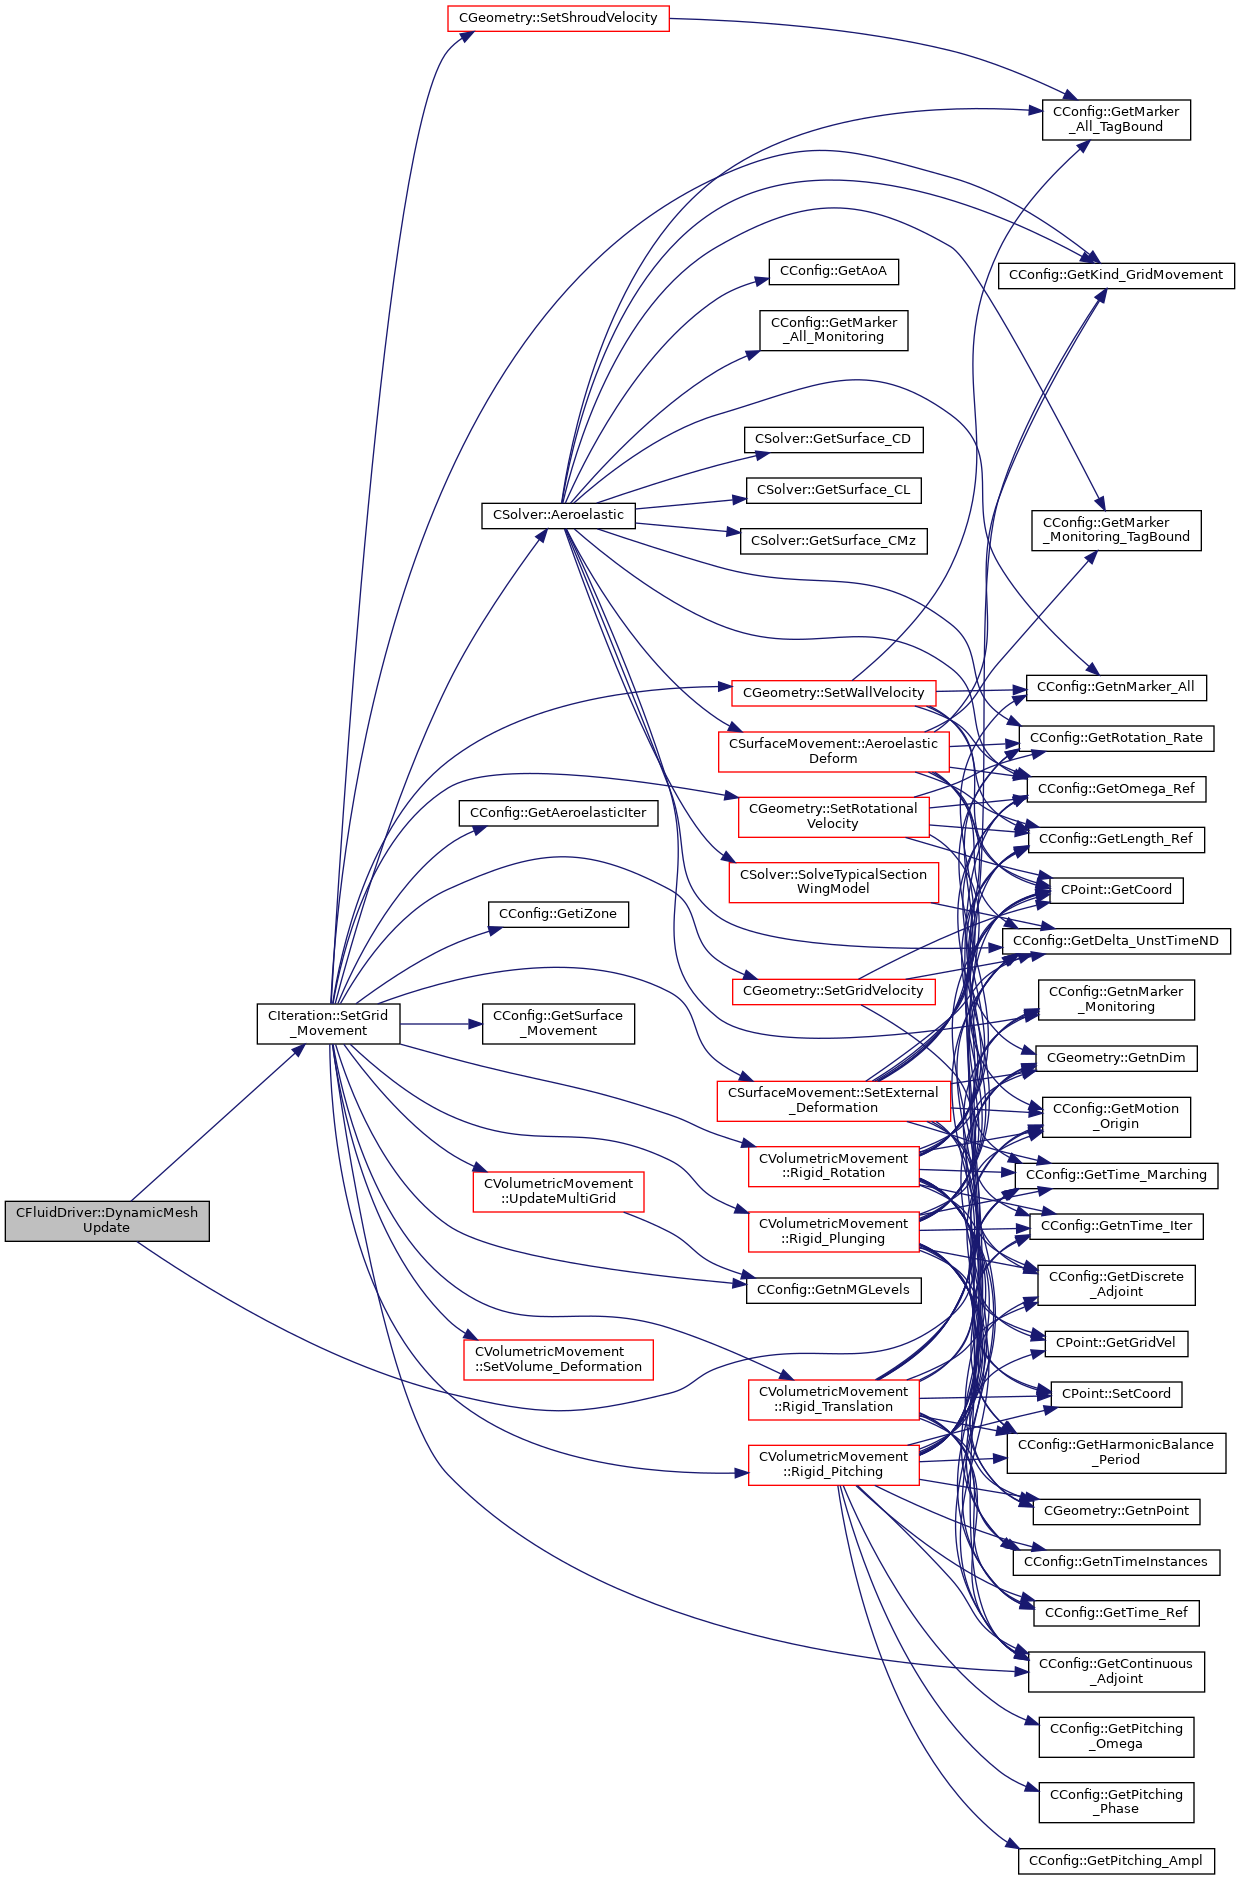 CGeometry::SetShroudVelocity
CConfig::GetMarker
_All_TagBound
CConfig::GetKind_GridMovement
CConfig::GetAoA
CConfig::GetMarker
_All_Monitoring
CSolver::GetSurface_CD
CSolver::GetSurface_CL
CSolver::Aeroelastic
CConfig::GetMarker
_Monitoring_TagBound
CSolver::GetSurface_CMz
CGeometry::SetWallVelocity
CConfig::GetnMarker_All
CSurfaceMovement::Aeroelastic
Deform
CConfig::GetRotation_Rate
CConfig::GetOmega_Ref
CConfig::GetAeroelasticIter
CGeometry::SetRotational
Velocity
CConfig::GetLength_Ref
CSolver::SolveTypicalSection
WingModel
CPoint::GetCoord
CConfig::GetiZone
CConfig::GetDelta_UnstTimeND
CGeometry::SetGridVelocity
CConfig::GetnMarker
_Monitoring
CIteration::SetGrid
_Movement
CConfig::GetSurface
_Movement
CGeometry::GetnDim
CSurfaceMovement::SetExternal
_Deformation
CConfig::GetMotion
_Origin
CVolumetricMovement
::Rigid_Rotation
CConfig::GetTime_Marching
CVolumetricMovement
::UpdateMultiGrid
CFluidDriver::DynamicMesh
Update
CVolumetricMovement
::Rigid_Plunging
CConfig::GetnTime_Iter
CConfig::GetnMGLevels
CConfig::GetDiscrete
_Adjoint
CPoint::GetGridVel
CVolumetricMovement
::SetVolume_Deformation
CVolumetricMovement
::Rigid_Translation
CPoint::SetCoord
CConfig::GetHarmonicBalance
_Period
CVolumetricMovement
::Rigid_Pitching
CGeometry::GetnPoint
CConfig::GetnTimeInstances
CConfig::GetTime_Ref
CConfig::GetContinuous
_Adjoint
CConfig::GetPitching
_Omega
CConfig::GetPitching
_Phase
CConfig::GetPitching_Ampl